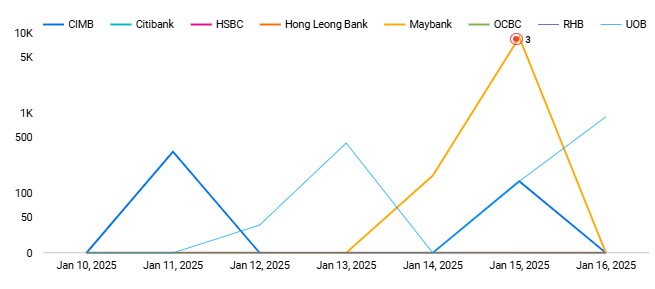 CIMB Citibank HSBC Hong Leong Bank Maybank OCBC RHB UOB
10K
3
5K
1K
500
100
50
0
Jan 10, 2025 Jan 11, 2025 Jan 12, 2025 Jan 13, 2025 Jan 14, 2025 Jan 15, 2025 Jan 16, 2025